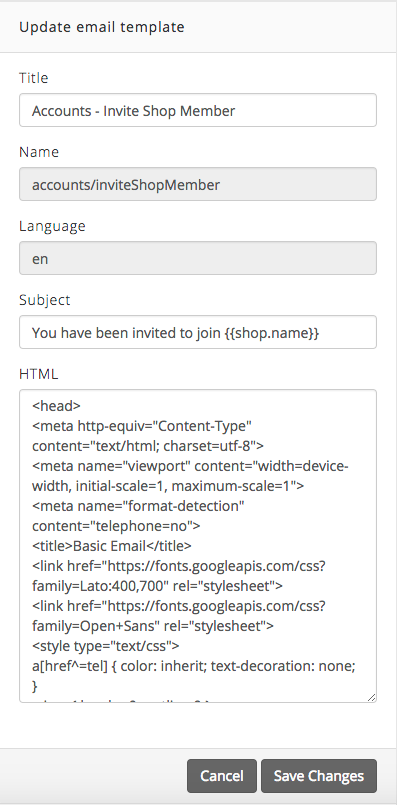 Update email template
Title
Accounts - Invite Shop Member
Name
accounts/inviteShopMember
Language
en
Subject
You have been invited to join {{shop.name}}
HTML
<head>
<meta http-equiv="Content-Type"
content="text/html; charset=utf-8">
<meta name="viewport" content="width=device-
width, initial-scale=1, maximum-scale=1">
<meta name="format-detection"
content="telephone=no">
<title>Basic Email</title>
<link href="https://fonts.googleapis.com/css?
family=Lato:400,700" rel="stylesheet">
<link href="https://fonts.googleapis.com/css?
family=Open+Sans" rel="stylesheet">
<style type="text/css">
a[href^=tel] { color: inherit; text-decoration: none;
}
Cancel
Save Changes